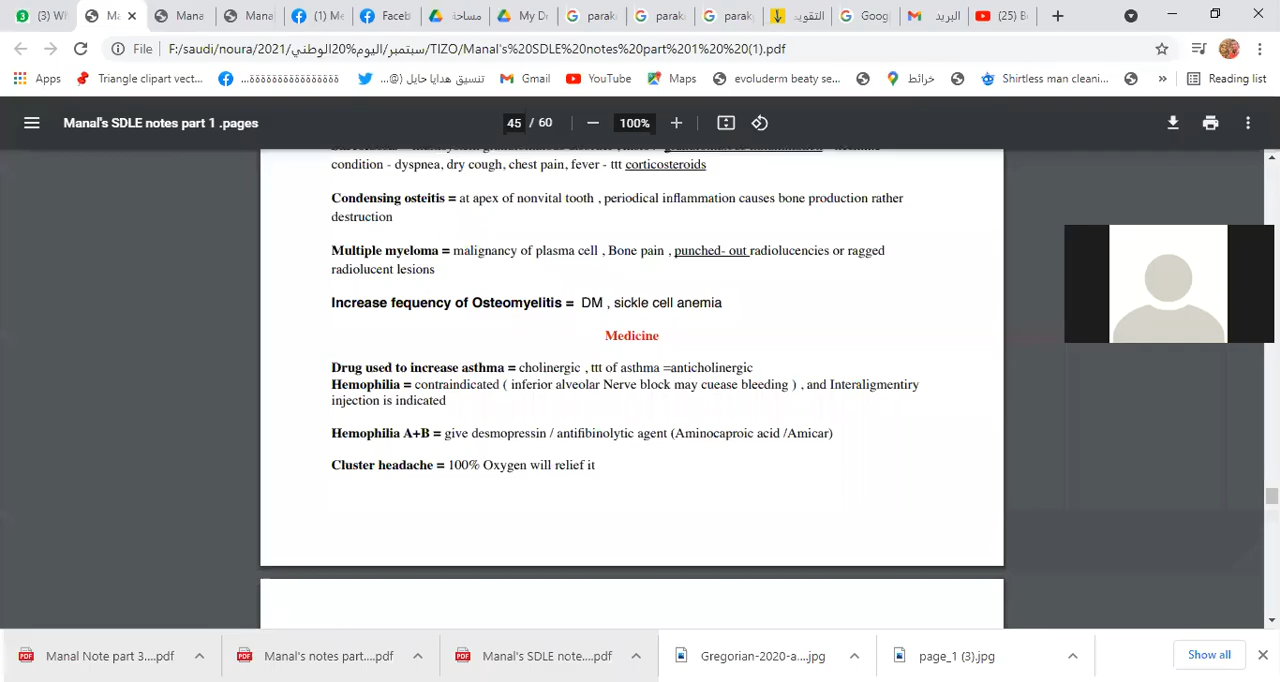 (3) Wh
Ma
Mana
Mana
(1) Me
Faceb
مساحة
My Dr
parak
parak
parak
التقويد
Goog
البريد
(25) B
File
F:/saudi/noura/2021/سبتمبر/اليوم%20الوطني/TIZO/Manal's%20SDLE%20notes%20part%201%20%20(1).pdf
Apps
Triangle clipart vect...
öööööööööööööööö
تنسيق هدايا حايل (@...
Gmail
YouTube
Maps
evoluderm beaty se...
خرائط
Shirtless man cleani...
»
Reading list
Manal's SDLE notes part 1 .pages
45 / 60
100%
condition - dyspnea, dry cough, chest pain, fever - ttt corticosteroids
Condensing osteitis = at apex of nonvital tooth , periodical inflammation causes bone production rather
destruction
Multiple myeloma = malignancy of plasma cell , Bone pain , punched- out radiolucencies or ragged
radiolucent lesions
Increase fequency of Osteomyelitis = DM , sickle cell anemia
Medicine
Drug used to increase asthma = cholinergic , ttt of asthma =anticholinergic
Hemophilia = contraindicated ( inferior alveolar Nerve block may cuease bleeding ) , and Interaligmentiry
injection is indicated
Hemophilia A+B = give desmopressin / antifibinolytic agent (Aminocaproic acid /Amicar)
Cluster headache = 100% Oxygen will relief it
Manal Note part 3....pdf
Manal's notes part....pdf
Manal's SDLE note....pdf
Gregorian-2020-a....jpg
page_1 (3).jpg
Show all